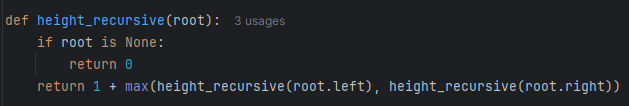 def height_recursive(root): 3 usages
    if root is None:
        return 0
    return 1 + max(height_recursive(root.left), height_recursive(root.right))